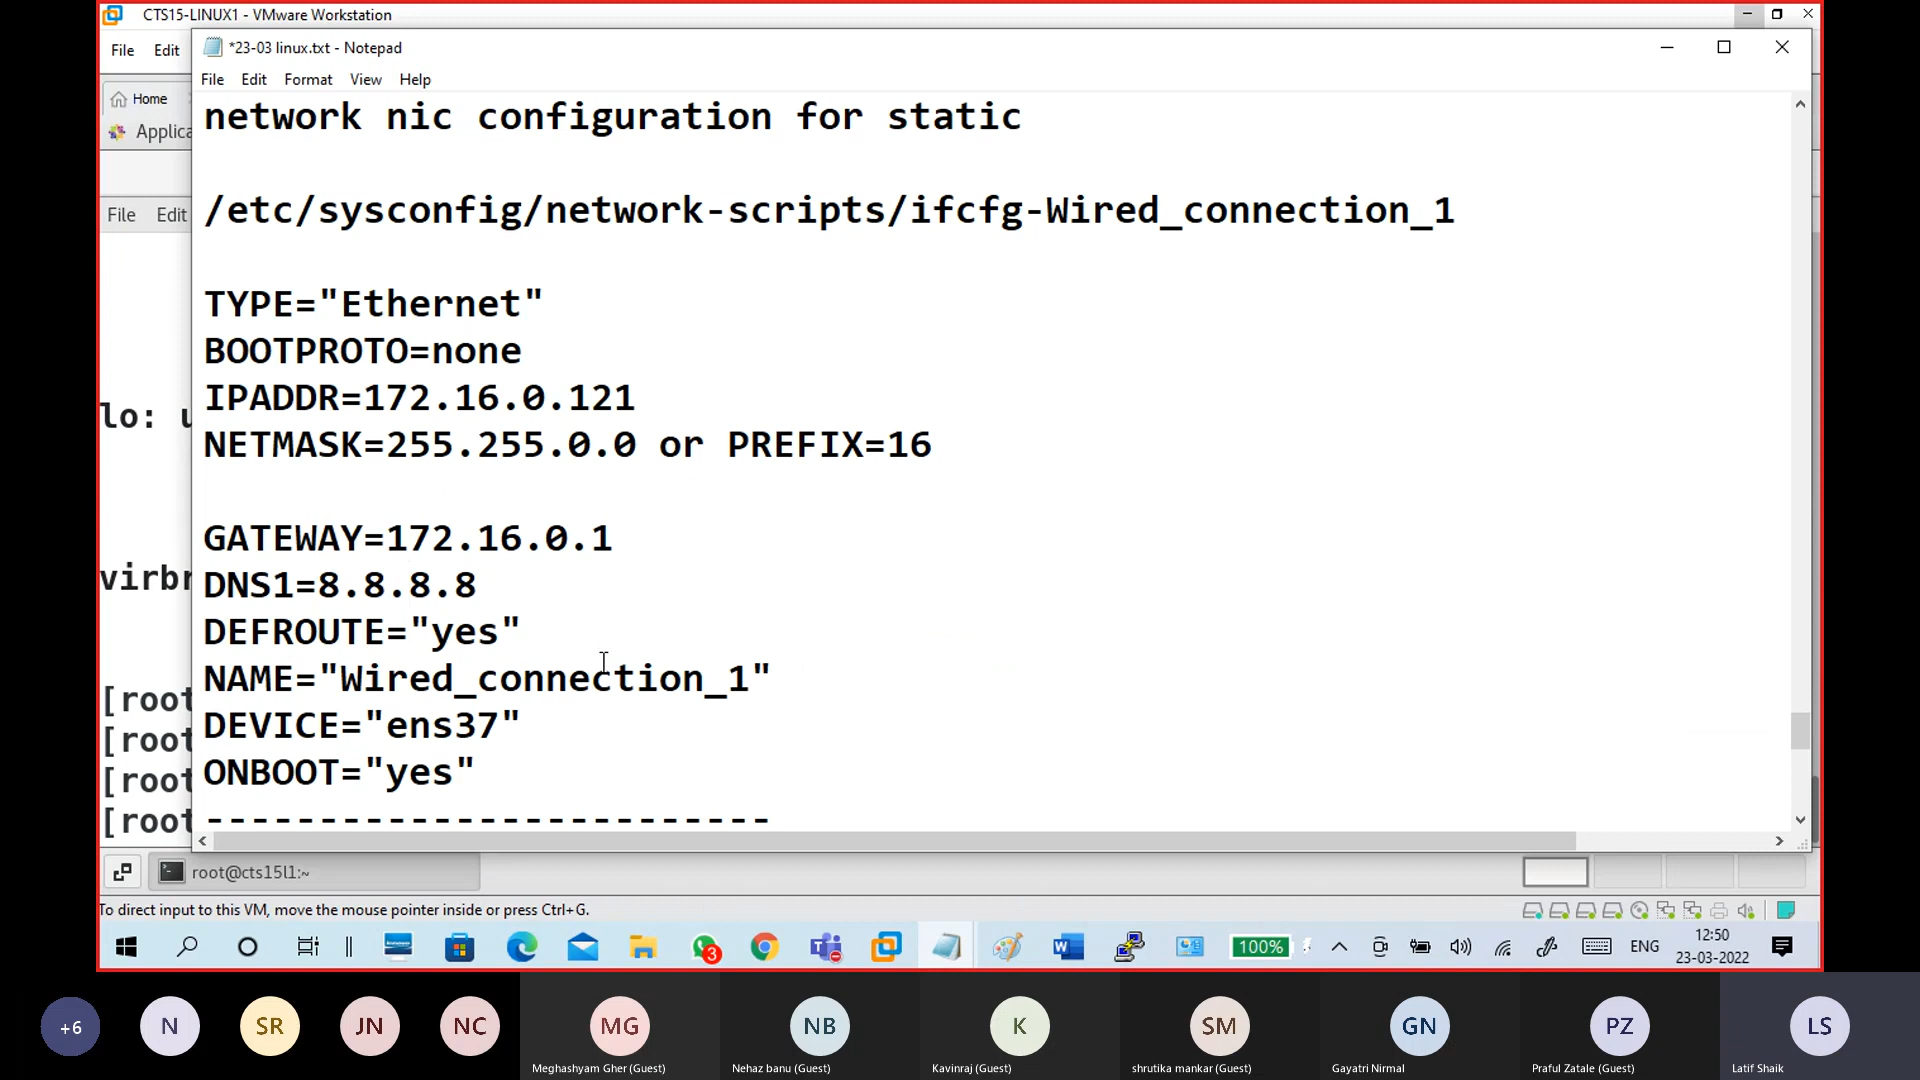 CTS15-LINUX1 - VMware Workstation
File Edit
*23-03 linux.txt - Notepad
File Edit Format View Help
Home
Applica
File Edit
network nic configuration for static
/etc/sysconfig/network-scripts/ifcfg-Wired_connection_1
TYPE="Ethernet"
BOOTPROTO=none
IPADDR=172.16.0.121
NETMASK=255.255.0.0 or PREFIX=16
GATEWAY=172.16.0.1
DNS1=8.8.8.8
DEFROUTE="yes"
NAME="Wired_connection_1"
DEVICE="ens37"
ONBOOT="yes"
-------------------------
lo: u
virbr
[root
[root
[root
[root
root@cts15l1:~
To direct input to this VM, move the mouse pointer inside or press Ctrl+G.
3
100%
ENG
12:50
23-03-2022
+6 N SR JN NC MG NB K SM GN PZ LS
Meghashyam Gher (Guest) Nehaz banu (Guest) Kavinraj (Guest) shrutika mankar (Guest) Gayatri Nirmal Praful Zatale (Guest) Latif Shaik